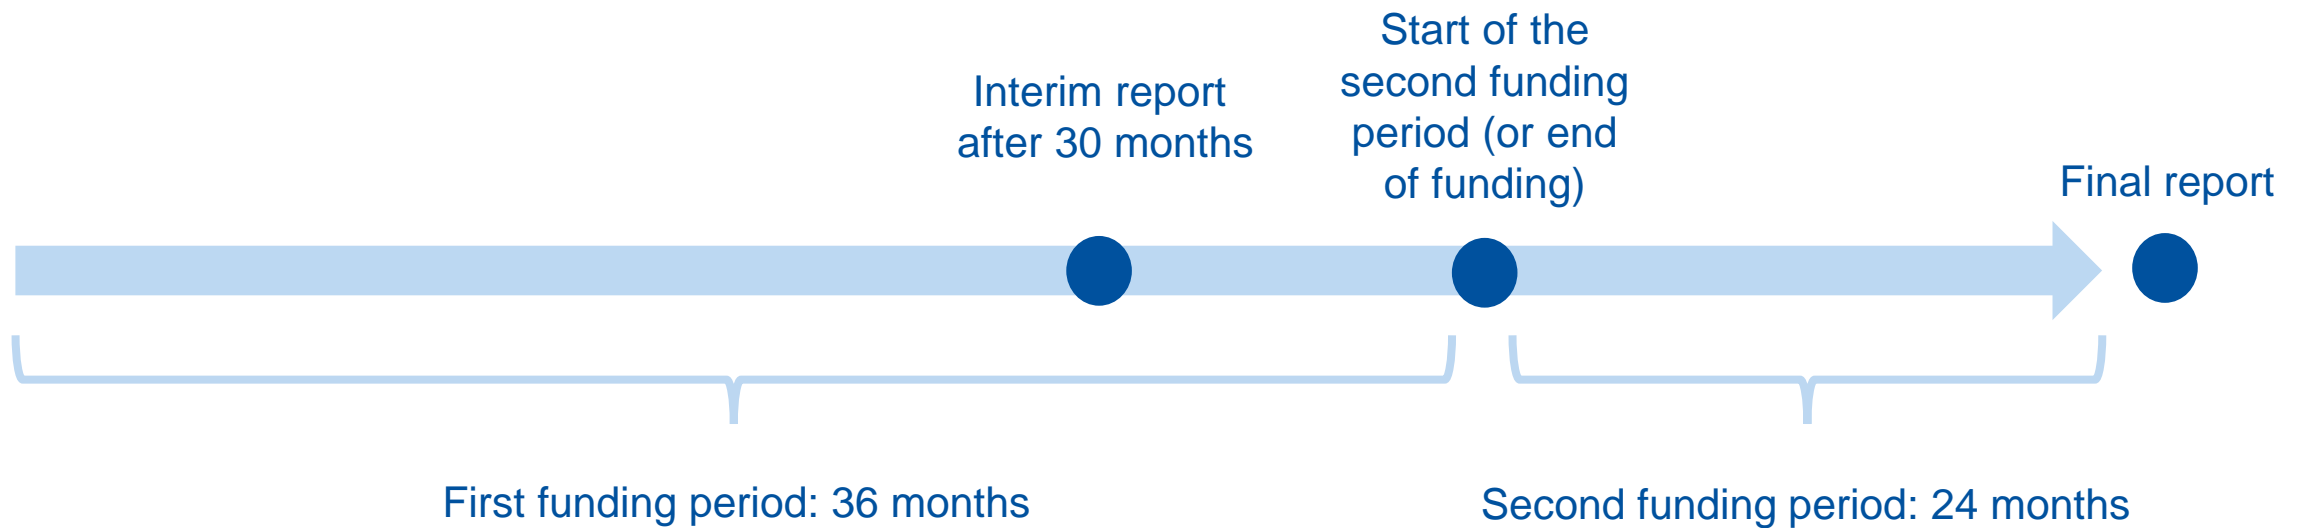 Interim report
after 30 months
Start of the
second funding
period (or end
of funding)
Final report
First funding period: 36 months
Second funding period: 24 months